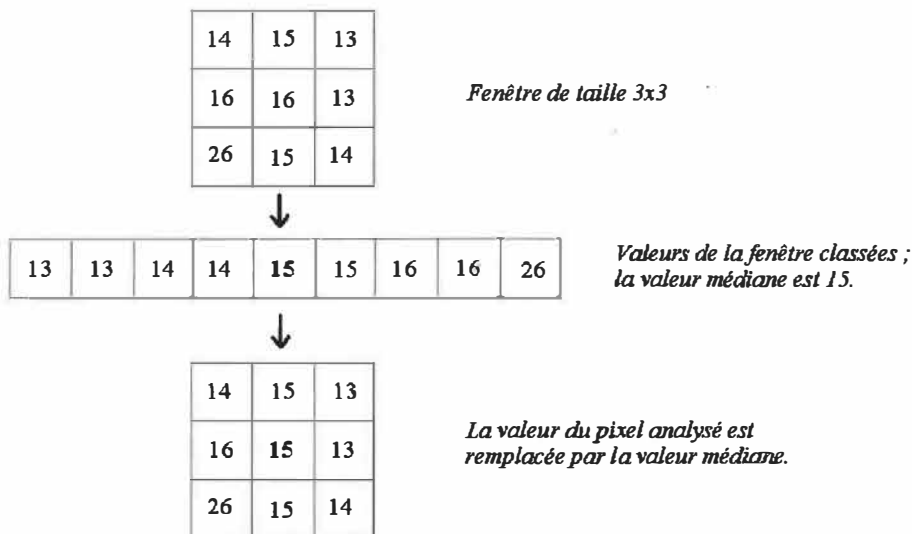 14 15 13
16 16 13
Fenêtre de taille 3x3
26 15 14
13 13 14 14 15 15 16 16 26
Valeurs de la fenêtre classées ;
la valeur médiane est 15.
14 15 13
16 15 13
La valeur du pixel analysé est
remplacée par la valeur médiane.
26 15 14